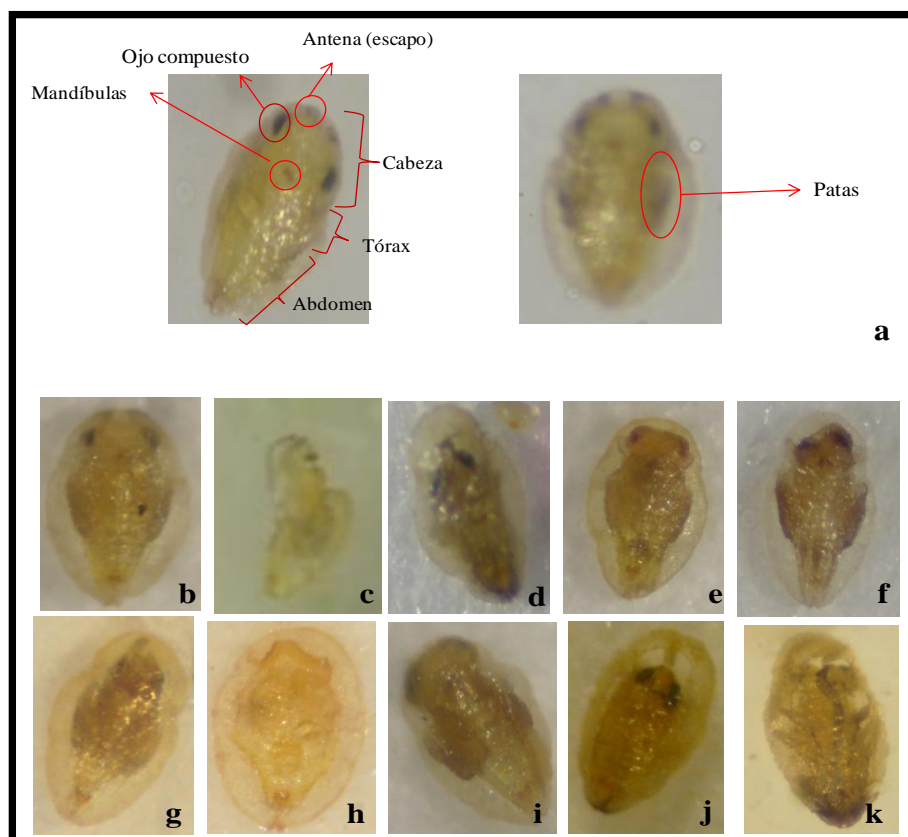 Antena (escapo)
Ojo compuesto
Mandíbulas
Cabeza
Patas
Tórax
Abdomen
a
b
c
d
e
f
g
h
i
j
k